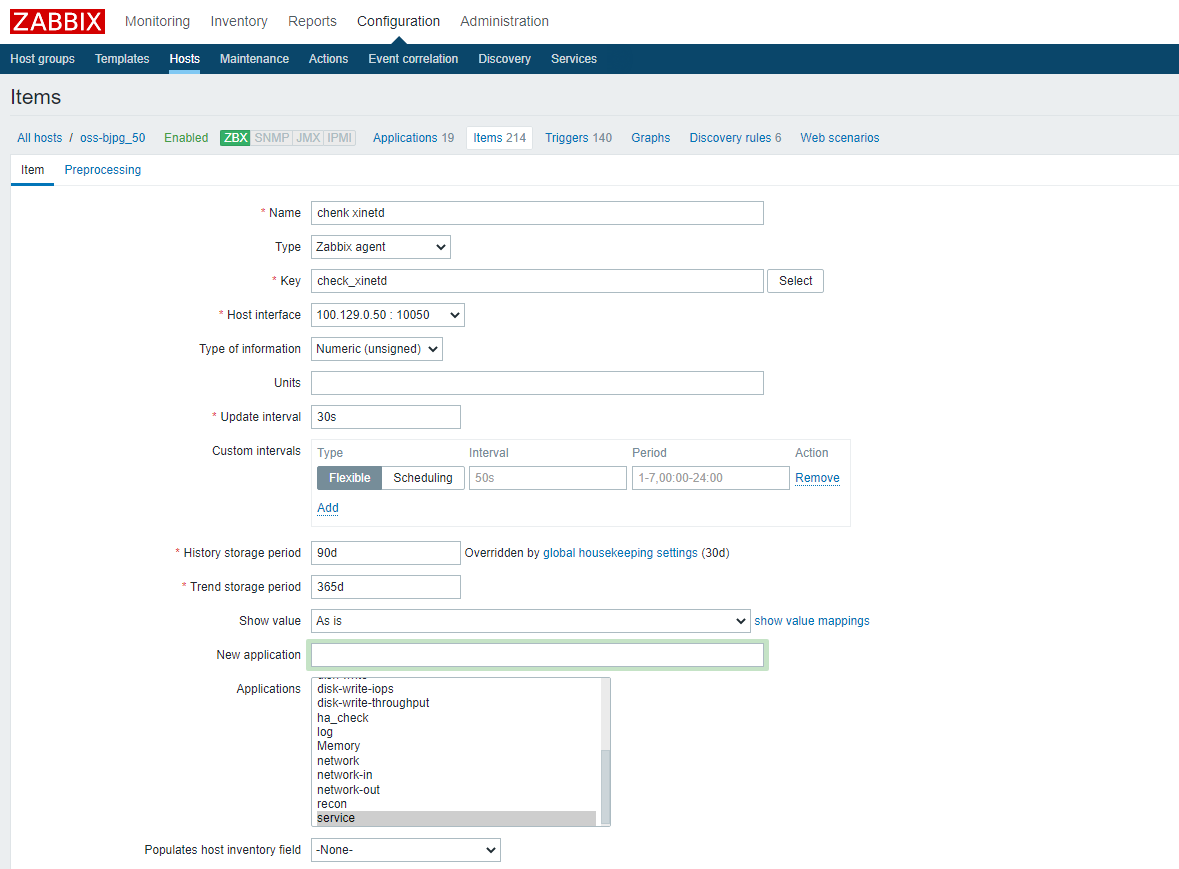 ZABBIX Monitoring Inventory Reports Configuration Administration
Host groups Templates Hosts Maintenance Actions Event correlation Discovery Services
Items
All hosts / oss-bjpg_50 Enabled ZBX SNMP JMX IPMI Applications 19 Items 214 Triggers 140 Graphs Discovery rules 6 Web scenarios
Item Preprocessing
* Name chenk xinetd
Type Zabbix agent
* Key check_xinetd Select
* Host interface 100.129.0.50 : 10050
Type of information Numeric (unsigned)
Units
* Update interval 30s
Custom intervals Type Interval Period Action
Flexible Scheduling 50s 1-7,00:00-24:00 Remove
Add
* History storage period 90d Overridden by global housekeeping settings (30d)
* Trend storage period 365d
Show value As is show value mappings
New application
Applications
disk-write-iops
disk-write-throughput
ha_check
log
Memory
network
network-in
network-out
recon
service
Populates host inventory field -None-